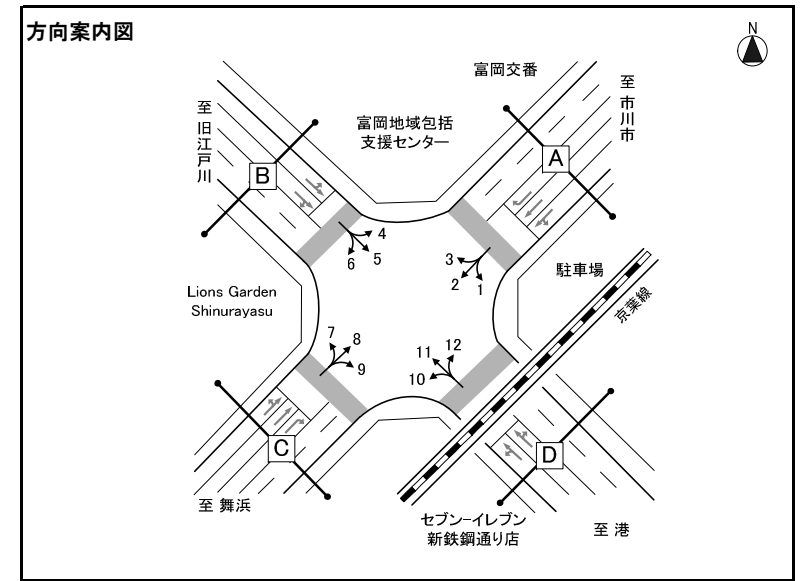 方向案内図
N
富岡交番
至市川市
至旧江戸川
富岡地域包括
支援センター
A
B
4
5
6
3
2
1
駐車場
京葉線
Lions Garden
Shinurayasu
7
8
9
11
12
10
C
D
至 舞浜
セブン-イレブン
新鉄鋼通り店
至 港